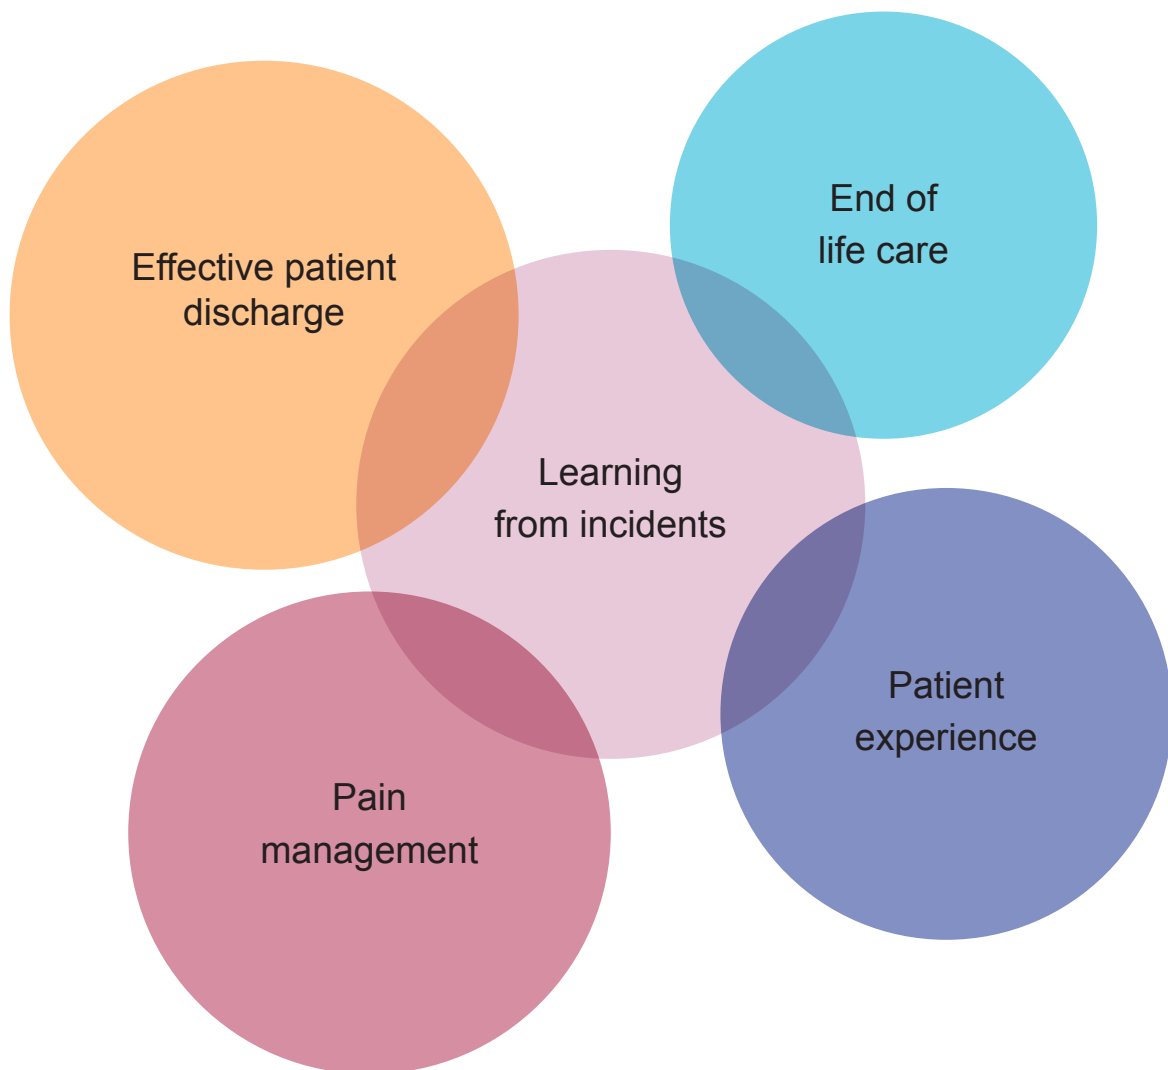 Effective patient
discharge
End of
life care
Learning
from incidents
Patient
experience
Pain
management